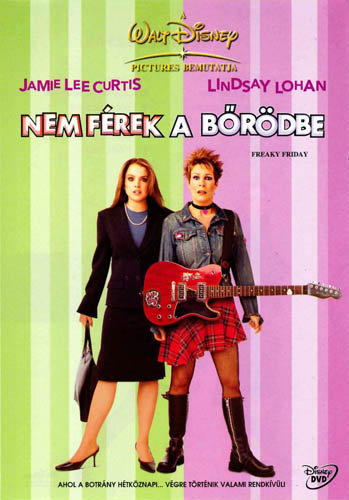 A
WALT DISNEY
PICTURES BEMUTATJA
JAMIE LEE CURTIS LINDSAY LOHAN
NEM FÉREK A BŐRÖDBE
FREAKY FRIDAY
AHOL A BOTRÁNY HÉTKÖZNAPI... VÉGRE TÖRTÉNIK VALAMI RENDKÍVÜLI
Disney
DVD